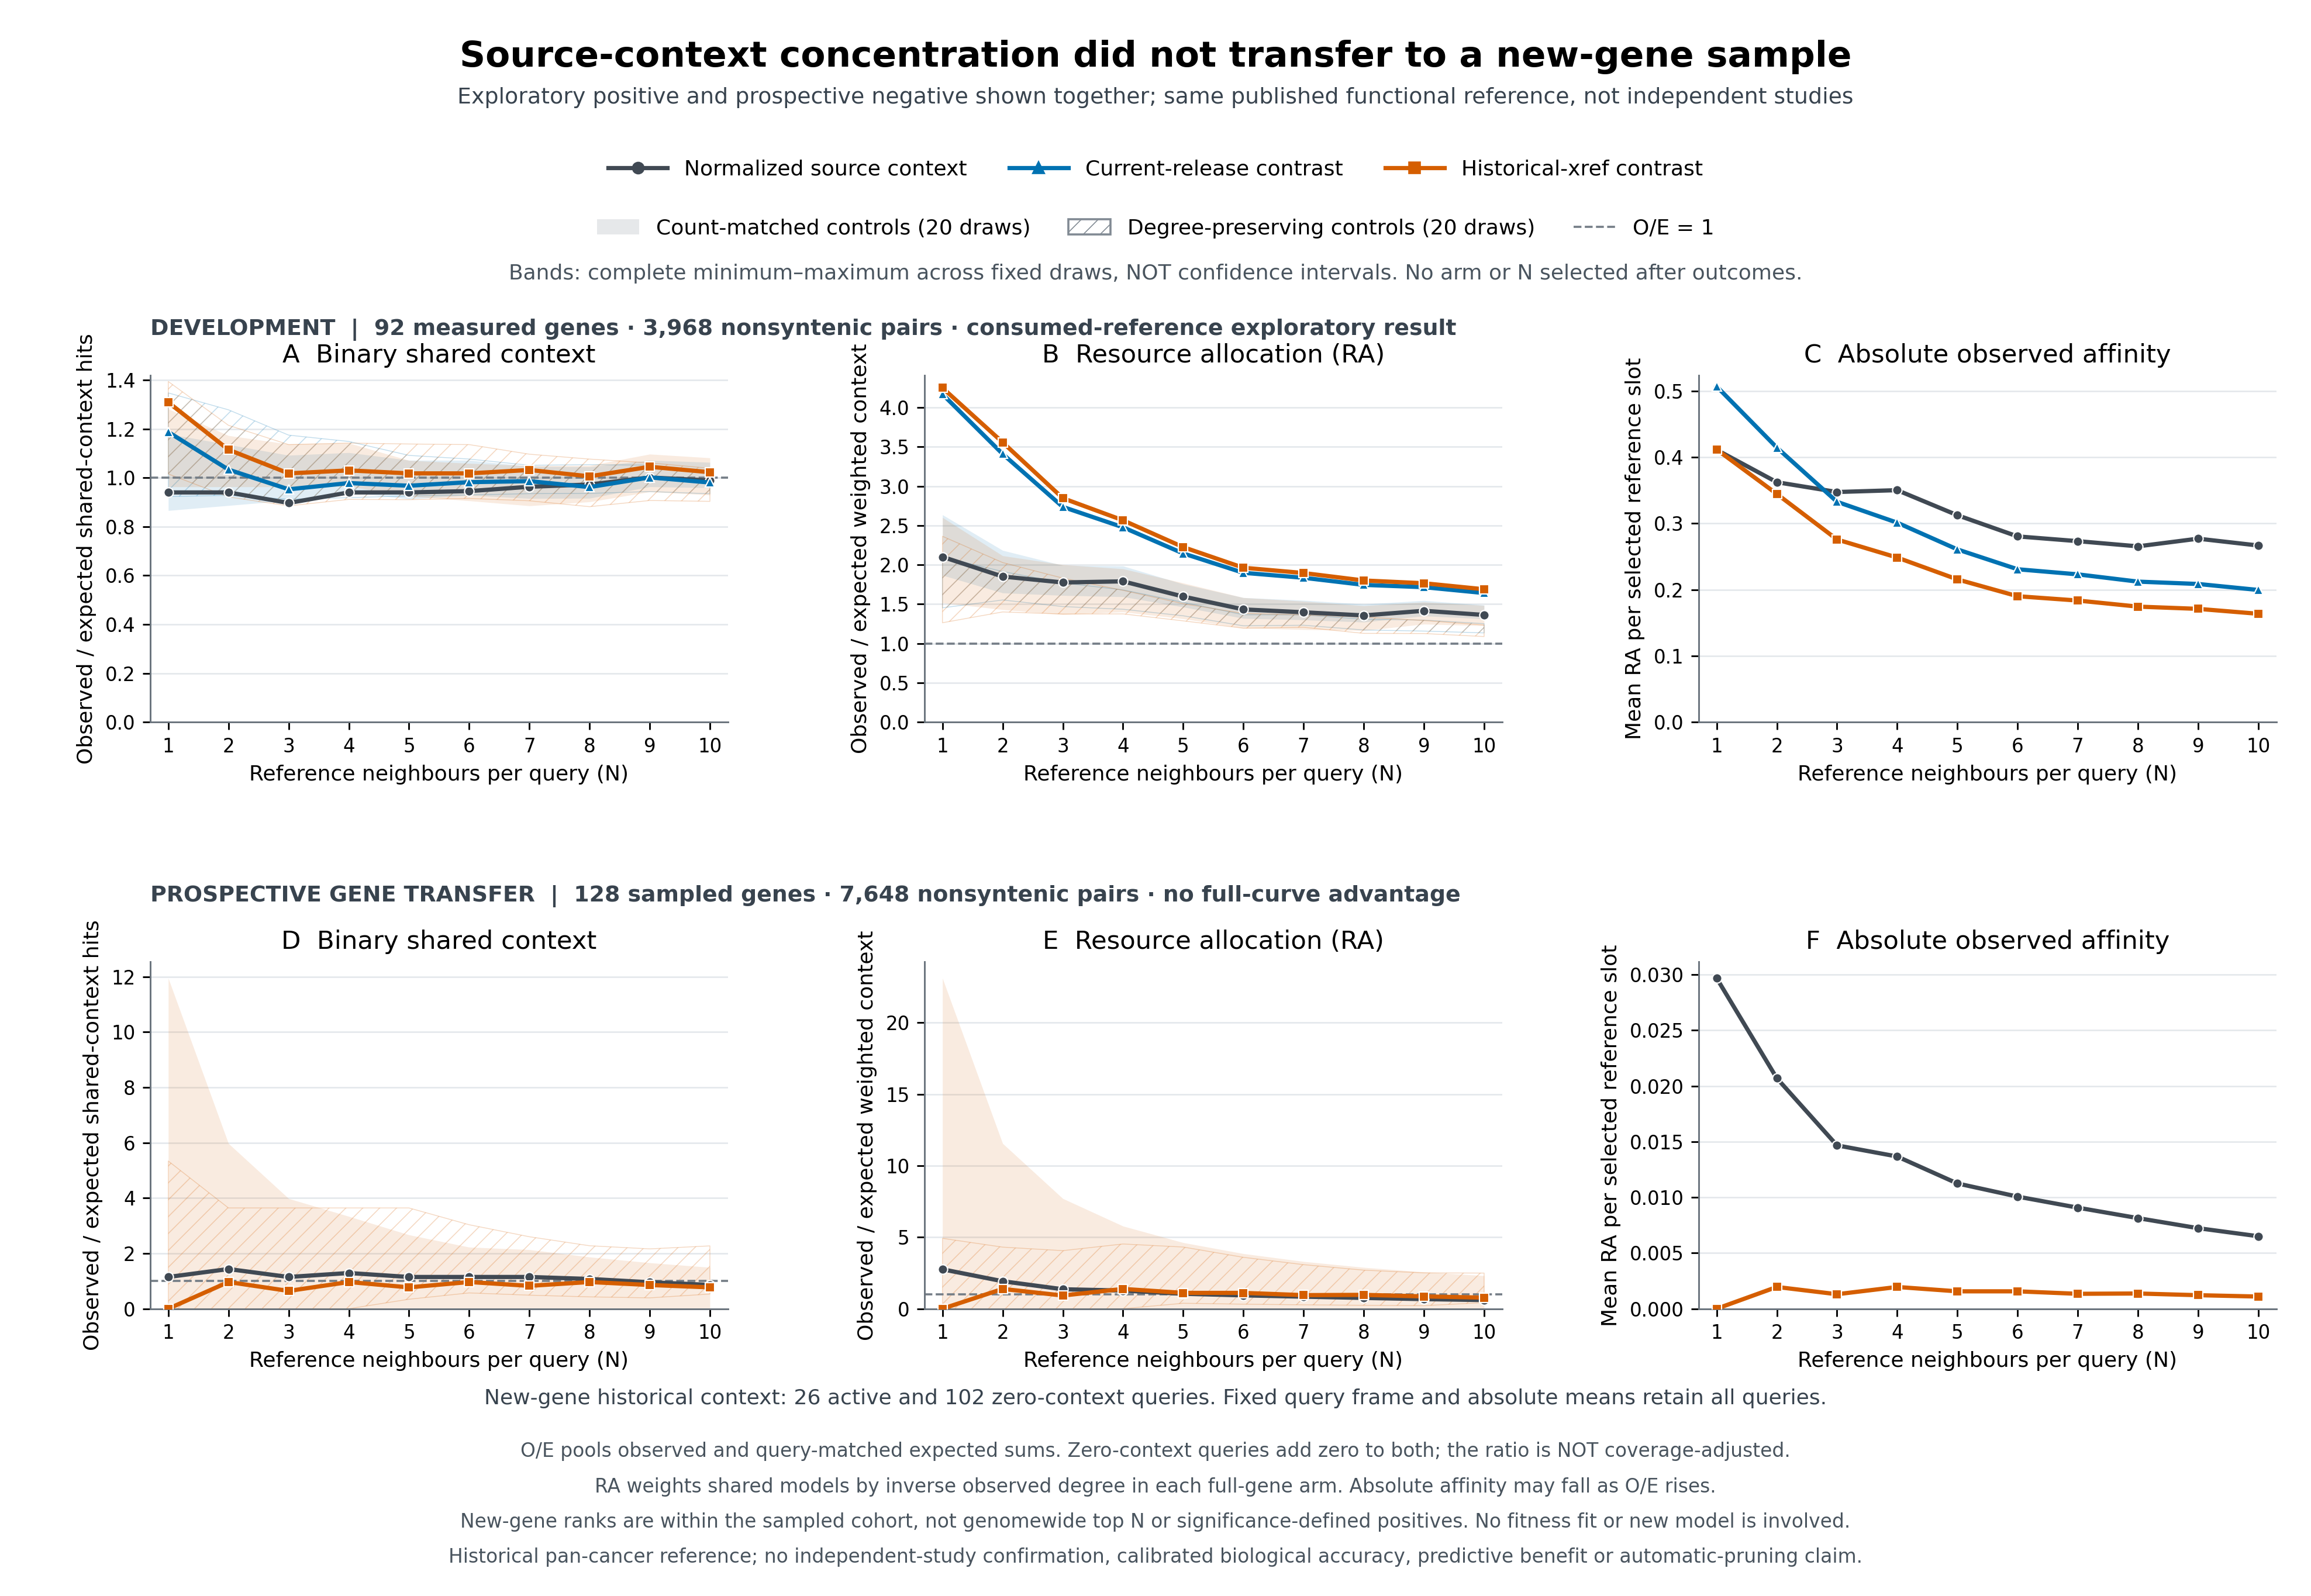 Source-context concentration did not transfer to a new-gene sample
Exploratory positive and prospective negative shown together; same published functional reference, not independent studies
Normalized source context
Current-release contrast
Historical-xref contrast
Count-matched controls (20 draws)
Degree-preserving controls (20 draws)
O/E = 1
Bands: complete minimum–maximum across fixed draws, NOT confidence intervals. No arm or N selected after outcomes.
DEVELOPMENT | 92 measured genes · 3,968 nonsyntenic pairs · consumed-reference exploratory result
A Binary shared context
Observed / expected shared-context hits
1.4
1.2
1.0
0.8
0.6
0.4
0.2
0.0
1 2 3 4 5 6 7 8 9 10
Reference neighbours per query (N)
B Resource allocation (RA)
Observed / expected weighted context
4.0
3.5
3.0
2.5
2.0
1.5
1.0
0.5
0.0
1 2 3 4 5 6 7 8 9 10
Reference neighbours per query (N)
C Absolute observed affinity
Mean RA per selected reference slot
0.5
0.4
0.3
0.2
0.1
0.0
1 2 3 4 5 6 7 8 9 10
Reference neighbours per query (N)
PROSPECTIVE GENE TRANSFER | 128 sampled genes · 7,648 nonsyntenic pairs · no full-curve advantage
D Binary shared context
Observed / expected shared-context hits
12
10
8
6
4
2
0
1 2 3 4 5 6 7 8 9 10
Reference neighbours per query (N)
E Resource allocation (RA)
Observed / expected weighted context
20
15
10
5
0
1 2 3 4 5 6 7 8 9 10
Reference neighbours per query (N)
F Absolute observed affinity
Mean RA per selected reference slot
0.030
0.025
0.020
0.015
0.010
0.005
0.000
1 2 3 4 5 6 7 8 9 10
Reference neighbours per query (N)
New-gene historical context: 26 active and 102 zero-context queries. Fixed query frame and absolute means retain all queries.
O/E pools observed and query-matched expected sums. Zero-context queries add zero to both; the ratio is NOT coverage-adjusted.
RA weights shared models by inverse observed degree in each full-gene arm. Absolute affinity may fall as O/E rises.
New-gene ranks are within the sampled cohort, not genomewide top N or significance-defined positives. No fitness fit or new model is involved.
Historical pan-cancer reference; no independent-study confirmation, calibrated biological accuracy, predictive benefit or automatic-pruning claim.